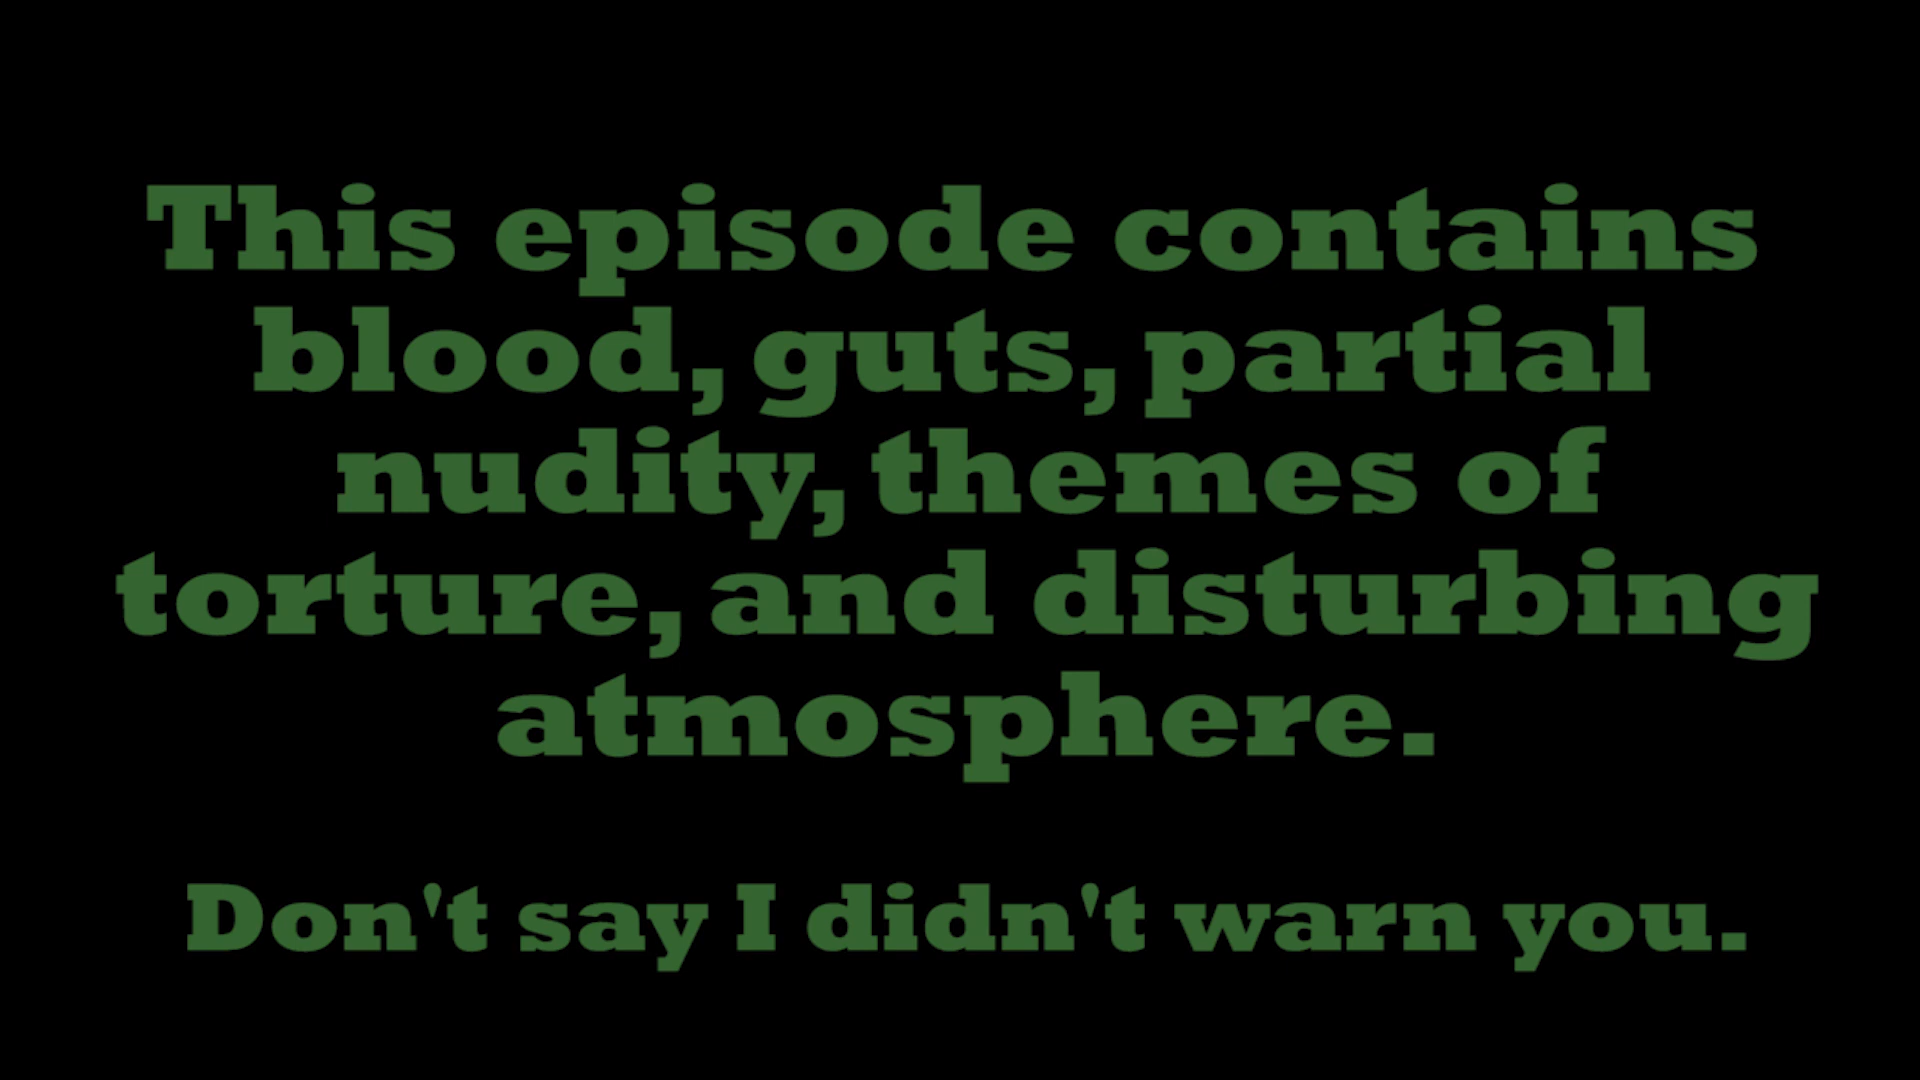 This episode contains
blood, guts, partial
nudity, themes of
torture, and disturbing
atmosphere.
Don't say I didn't warn you.